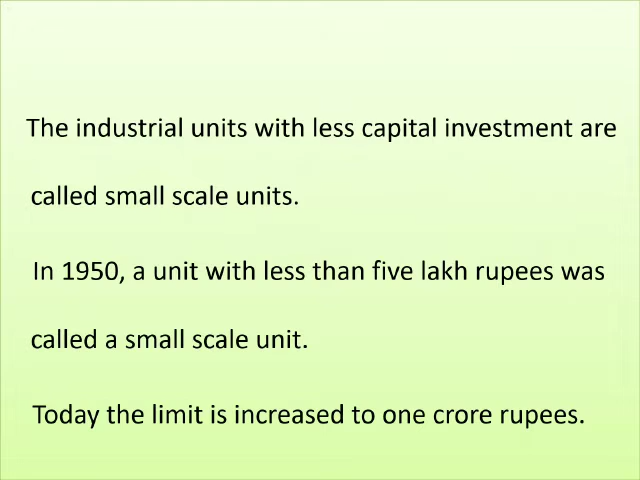 The industrial units with less capital investment are
called small scale units.
In 1950, a unit with less than five lakh rupees was
called a small scale unit.
Today the limit is increased to one crore rupees.